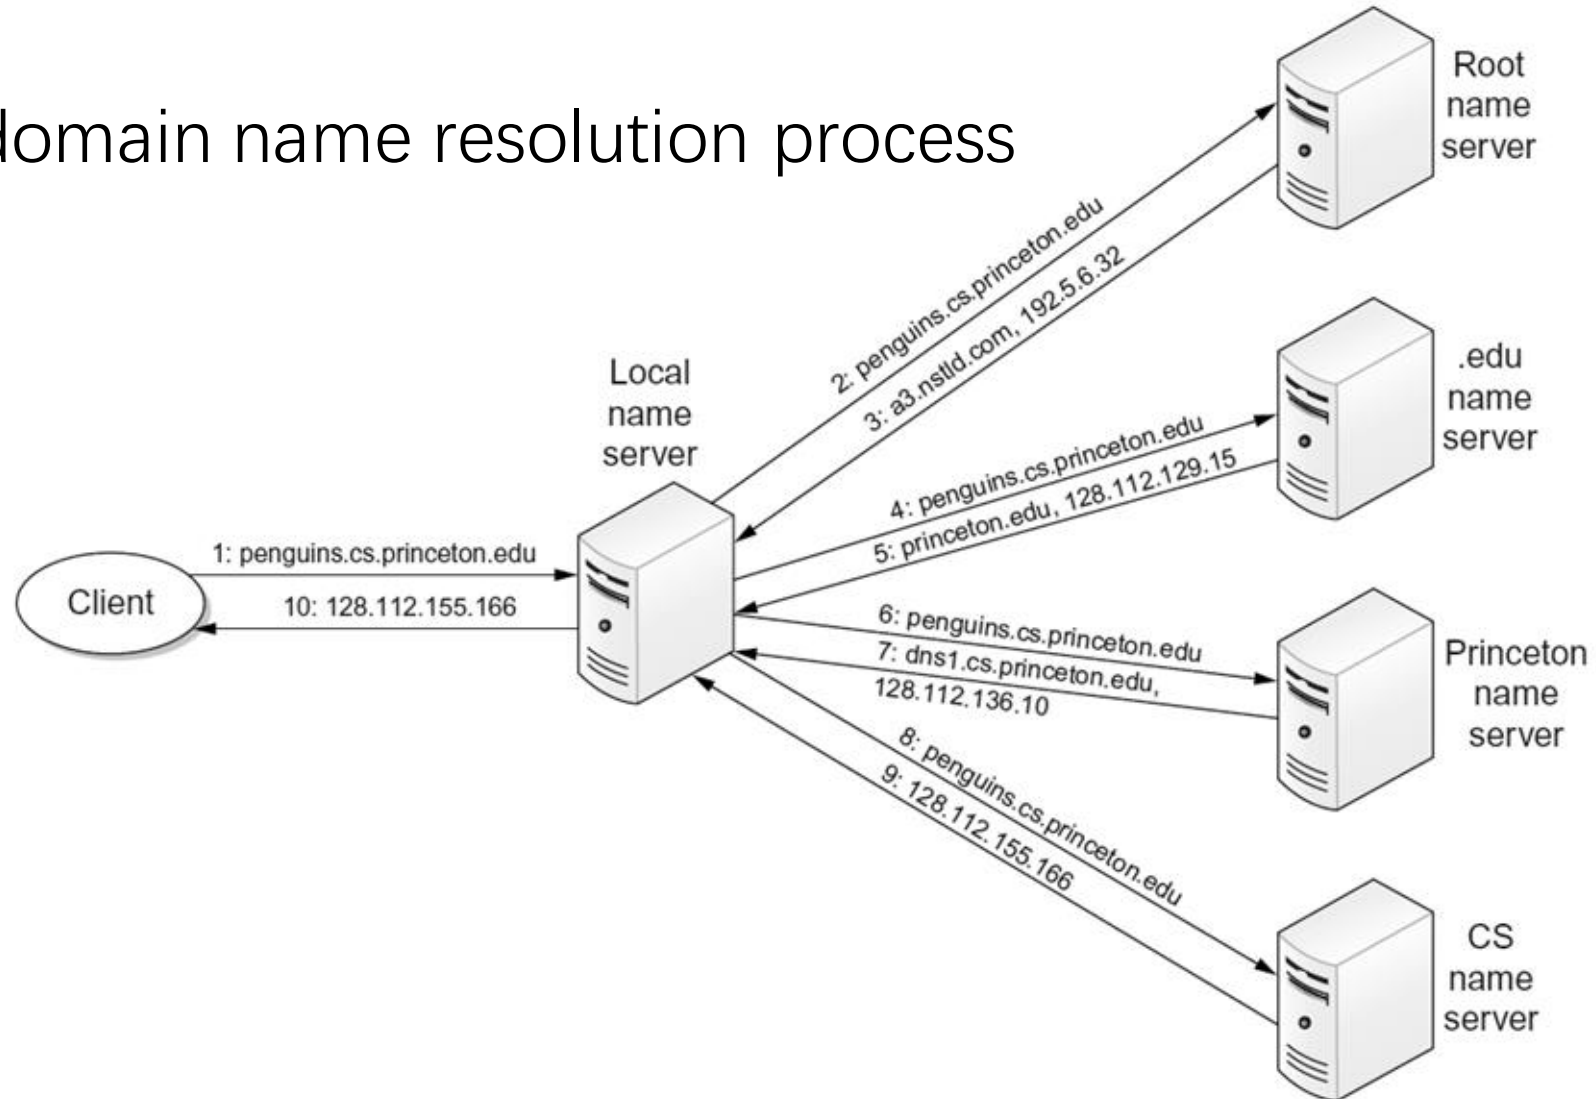 domain name resolution process
Root
name
server
2: penguins.cs.princeton.edu
3: a3.nstld.com, 192.5.6.32
.edu
name
server
Local
name
server
4: penguins.cs.princeton.edu
5: princeton.edu, 128.112.129.15
1: penguins.cs.princeton.edu
Client
10: 128.112.155.166
6: penguins.cs.princeton.edu
7: dns1.cs.princeton.edu,
128.112.136.10
Princeton
name
server
8: penguins.cs.princeton.edu
9: 128.112.155.166
CS
name
server